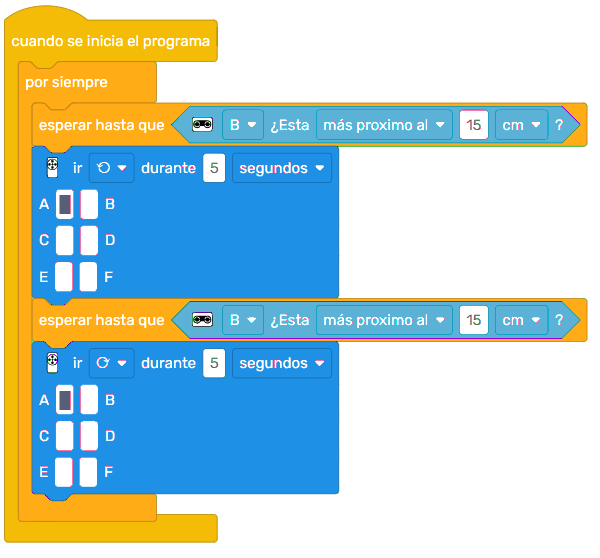 cuando se inicia el programa
por siempre
esperar hasta que B ¿Esta más proximo al 15 cm ?
ir durante 5 segundos
A B
C D
E F
esperar hasta que B ¿Esta más proximo al 15 cm ?
ir durante 5 segundos
A B
C D
E F